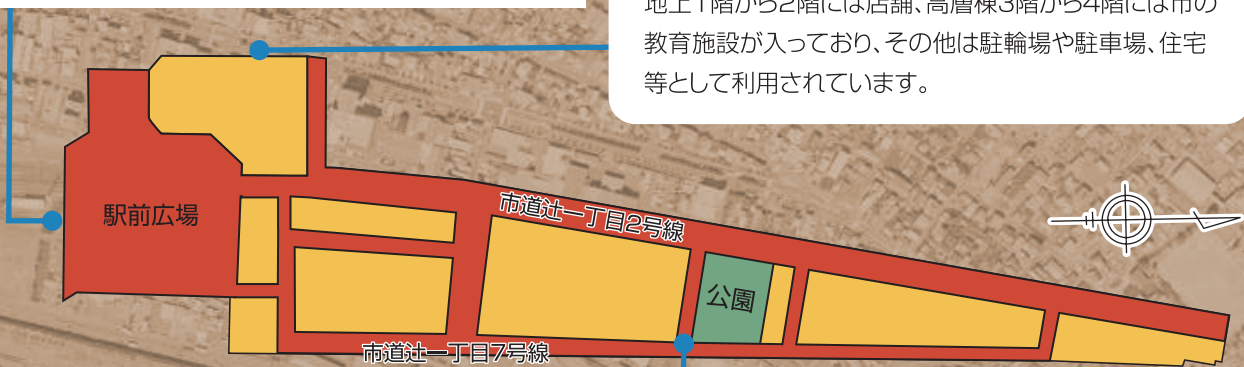 地上1階から2階には店舗、高層棟3階から4階には市の
教育施設が入っており、その他は駐輪場や駐車場、住宅
等として利用されています。
駅前広場
市道辻一丁目2号線
公園
市道辻一丁目7号線